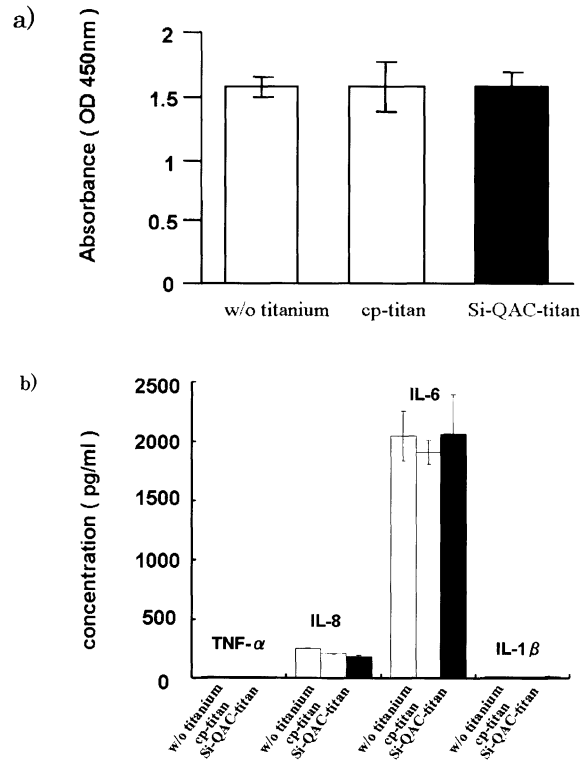 a)
Absorbance ( OD 450nm)
2
1.5
1
0.5
0
w/o titanium cp-titan Si-QAC-titan
b)
concentration ( pg/ml)
2500
2000
1500
1000
500
0
TNF-α IL-8 IL-6 IL-1β
w/o titanium
cp-titan
Si-QAC-titan
w/o titanium
cp-titan
Si-QAC-titan
w/o titanium
cp-titan
Si-QAC-titan
w/o titanium
cp-titan
Si-QAC-titan